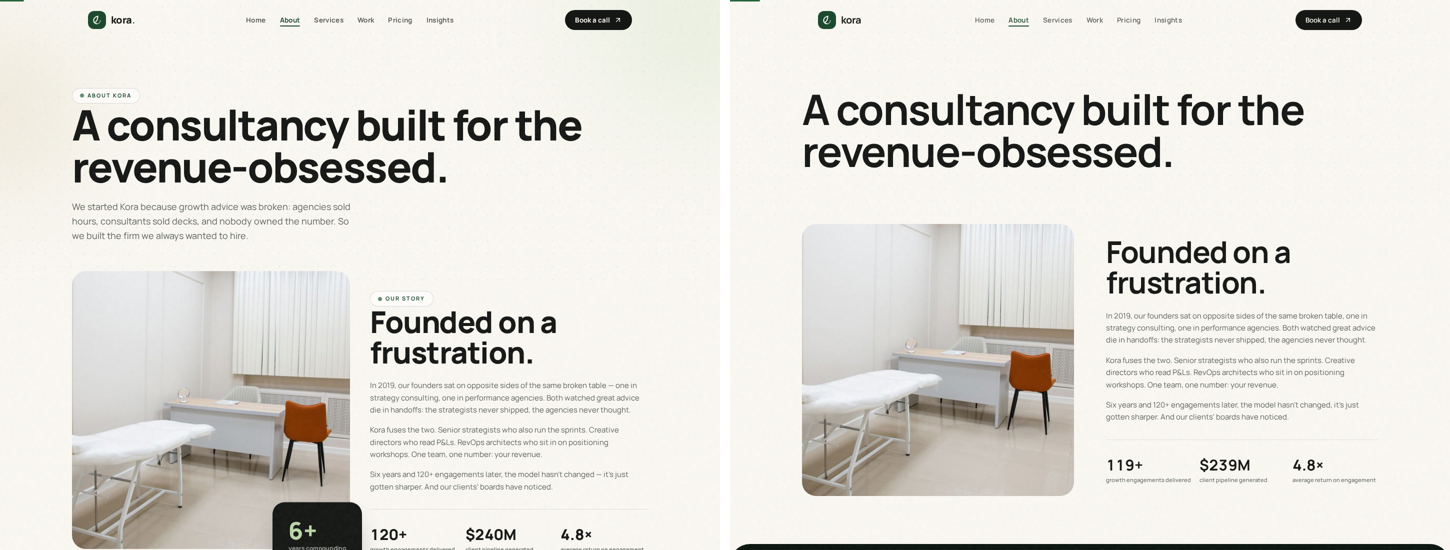 kora.
Home About Services Work Pricing Insights
Book a call
ABOUT KORA
A consultancy built for the
revenue-obsessed.
We started Kora because growth advice was broken: agencies sold
hours, consultants sold decks, and nobody owned the number. So
we built the firm we always wanted to hire.
OUR STORY
Founded on a
frustration.
In 2019, our founders sat on opposite sides of the same broken table — one in
strategy consulting, one in performance agencies. Both watched great advice
die in handoffs: the strategists never shipped, the agencies never thought.
Kora fuses the two. Senior strategists who also run the sprints. Creative
directors who read P&Ls. RevOps architects who sit in on positioning
workshops. One team, one number: your revenue.
Six years and 120+ engagements later, the model hasn't changed — it's just
gotten sharper. And our clients' boards have noticed.
6+
years compounding
120+ $240M 4.8×
growth engagements delivered client pipeline generated average return on engagement
kora
Home About Services Work Pricing Insights
Book a call
A consultancy built for the
revenue-obsessed.
Founded on a
frustration.
In 2019, our founders sat on opposite sides of the same broken table, one in
strategy consulting, one in performance agencies. Both watched great advice
die in handoffs: the strategists never shipped, the agencies never thought.
Kora fuses the two. Senior strategists who also run the sprints. Creative
directors who read P&Ls. RevOps architects who sit in on positioning
workshops. One team, one number: your revenue.
Six years and 120+ engagements later, the model hasn't changed, it's just
gotten sharper. And our clients' boards have noticed.
119+ $239M 4.8×
growth engagements delivered client pipeline generated average return on engagement